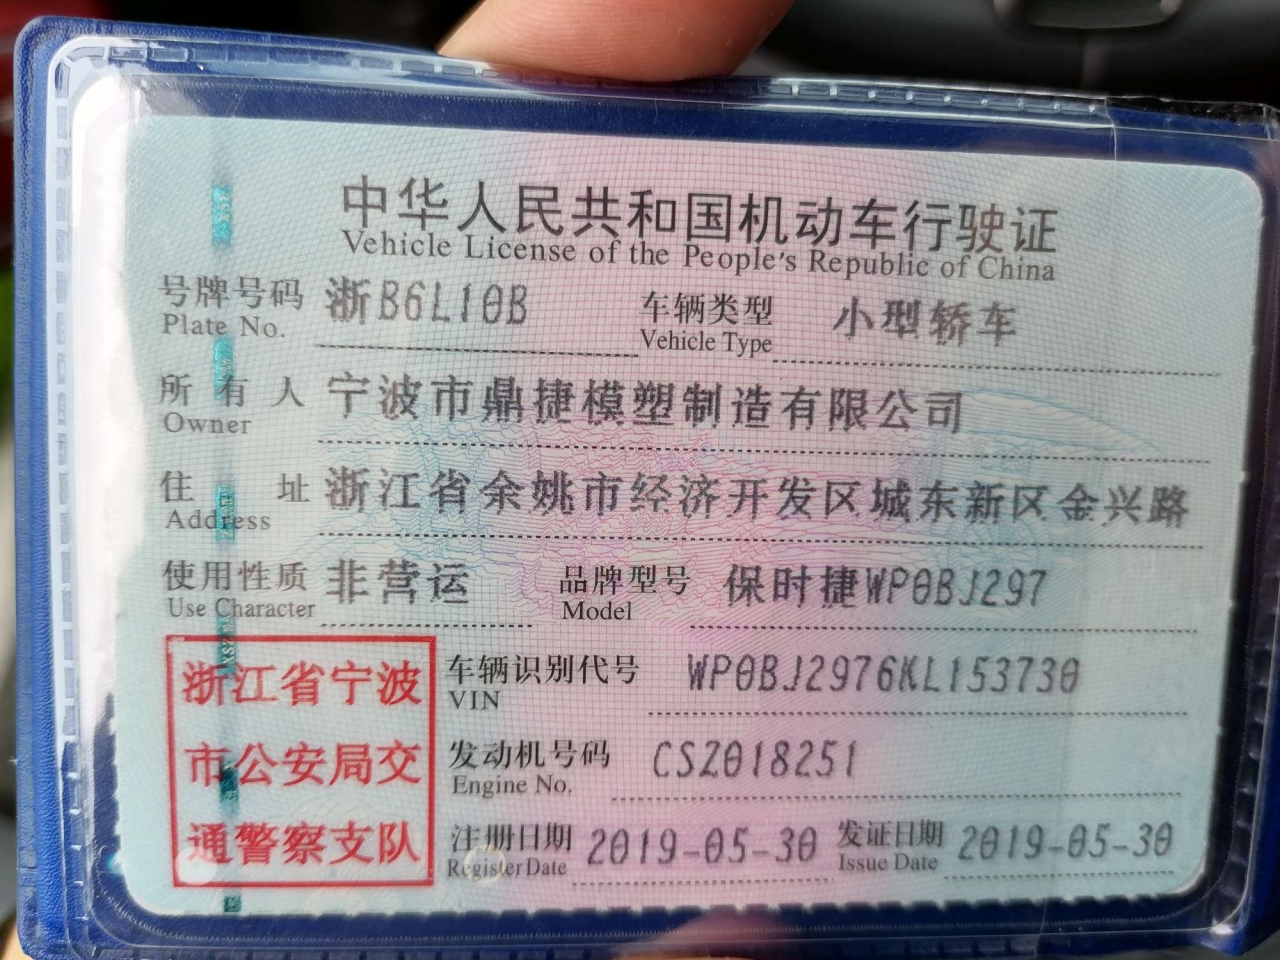 中华人民共和国机动车行驶证
Vehicle License of the People's Republic of China
号牌号码 浙B6L10B 车辆类型 小型轿车
Plate No. Vehicle Type
所有人 宁波市鼎捷模塑制造有限公司
Owner
住址 浙江省余姚市经济开发区城东新区金兴路
Address
使用性质 非营运 品牌型号 保时捷WP0BJ297
Use Character Model
浙江省宁波
市公安局交
通警察支队
车辆识别代号 WP0BJ2976KL153730
VIN
发动机号码 CSZ018251
Engine No.
注册日期 2019-05-30 发证日期 2019-05-30
Register Date Issue Date